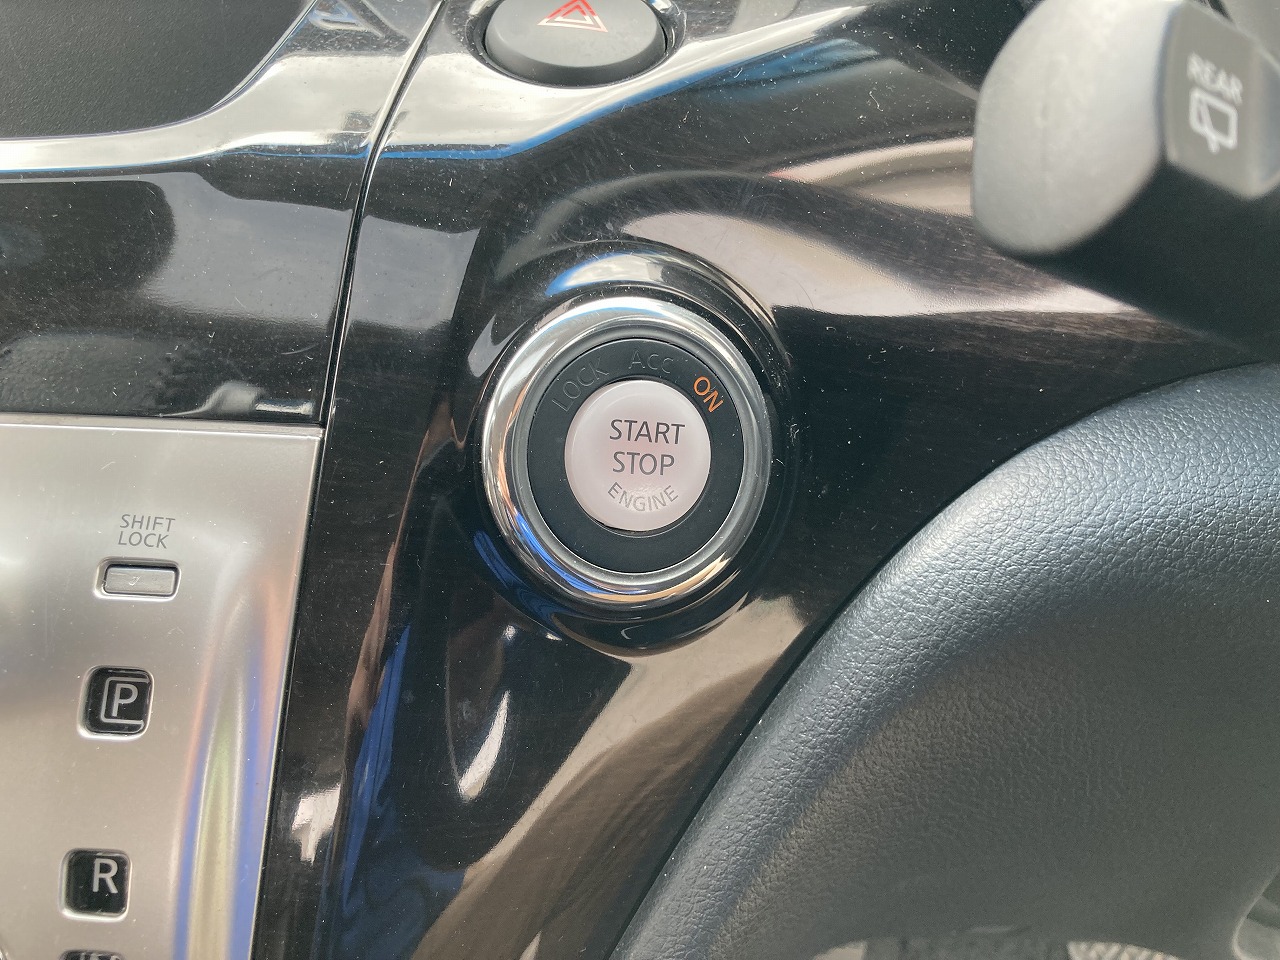 REAR
LOCK ACC ON
START
STOP
ENGINE
SHIFT
LOCK
P
R